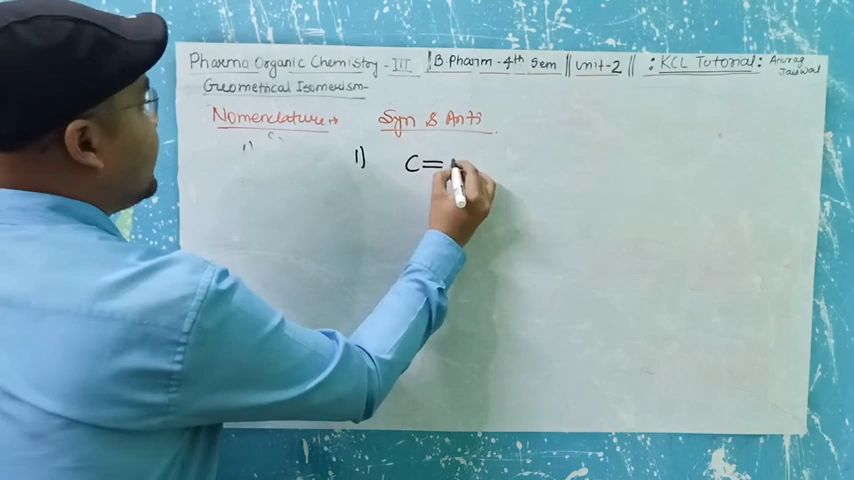 Pharma Organic Chemistry - III | B Pharm - 4th Sem || Unit-2 || : KCL Tutorial : Anurag Jaiswal
Geometrical Isomerism-
Nomenclature → Syn & Anti
1)
1) C=